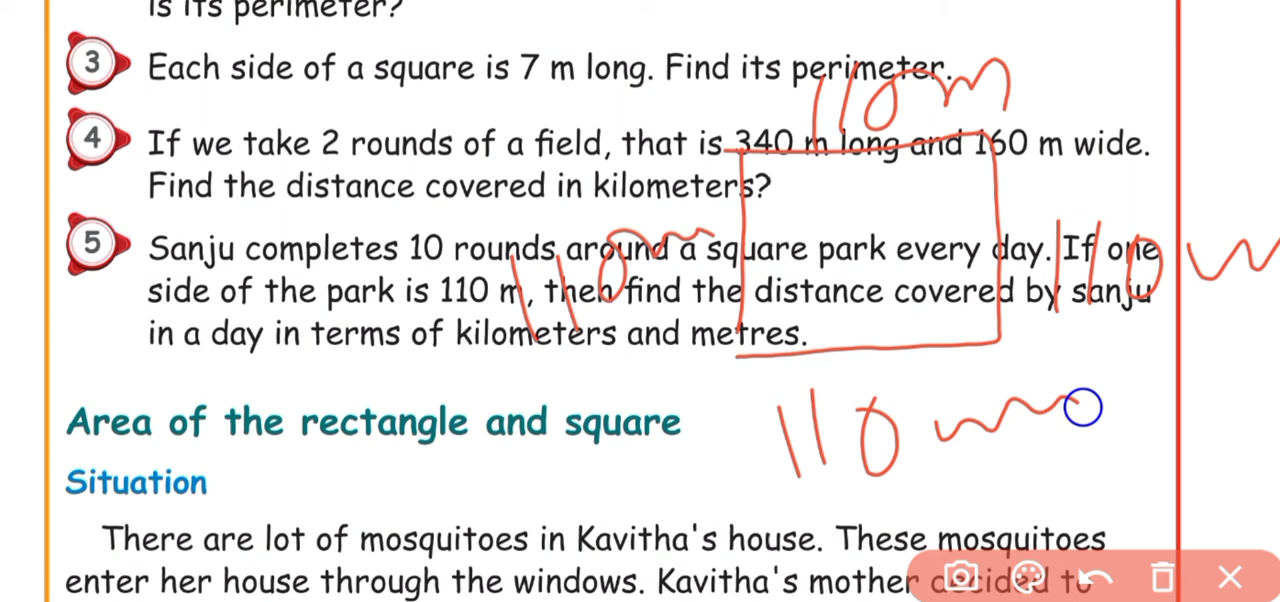 is its perimeter?
3 Each side of a square is 7 m long. Find its perimeter.
110m
4 If we take 2 rounds of a field, that is 340 m long and 160 m wide.
Find the distance covered in kilometers?
5 Sanju completes 10 rounds around a square park every day. If one
110m
110m
side of the park is 110 m, then find the distance covered by sanju
in a day in terms of kilometers and metres.
110m
Area of the rectangle and square
Situation
There are lot of mosquitoes in Kavitha's house. These mosquitoes
enter her house through the windows. Kavitha's mother decided to